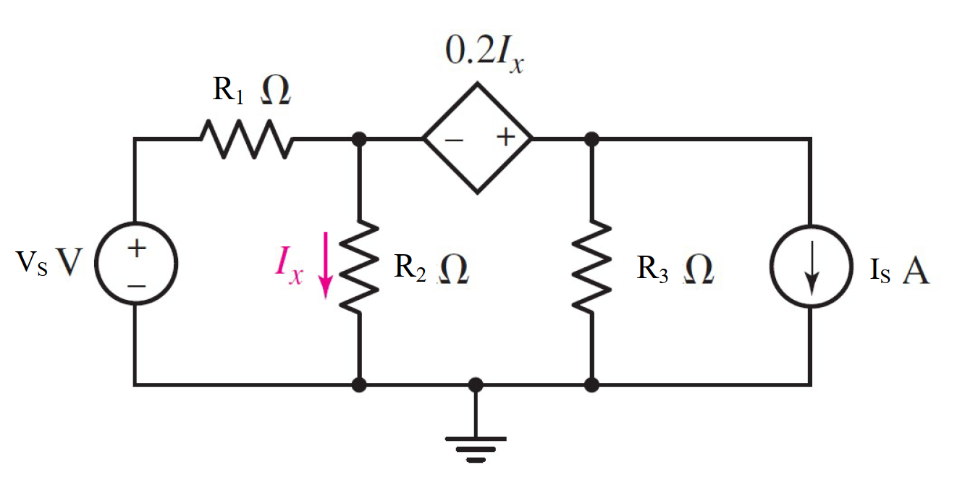 0.2Iₓ
R₁ Ω
+
−
− +
Vs V
Iₓ
R₂ Ω
R₃ Ω
Is A